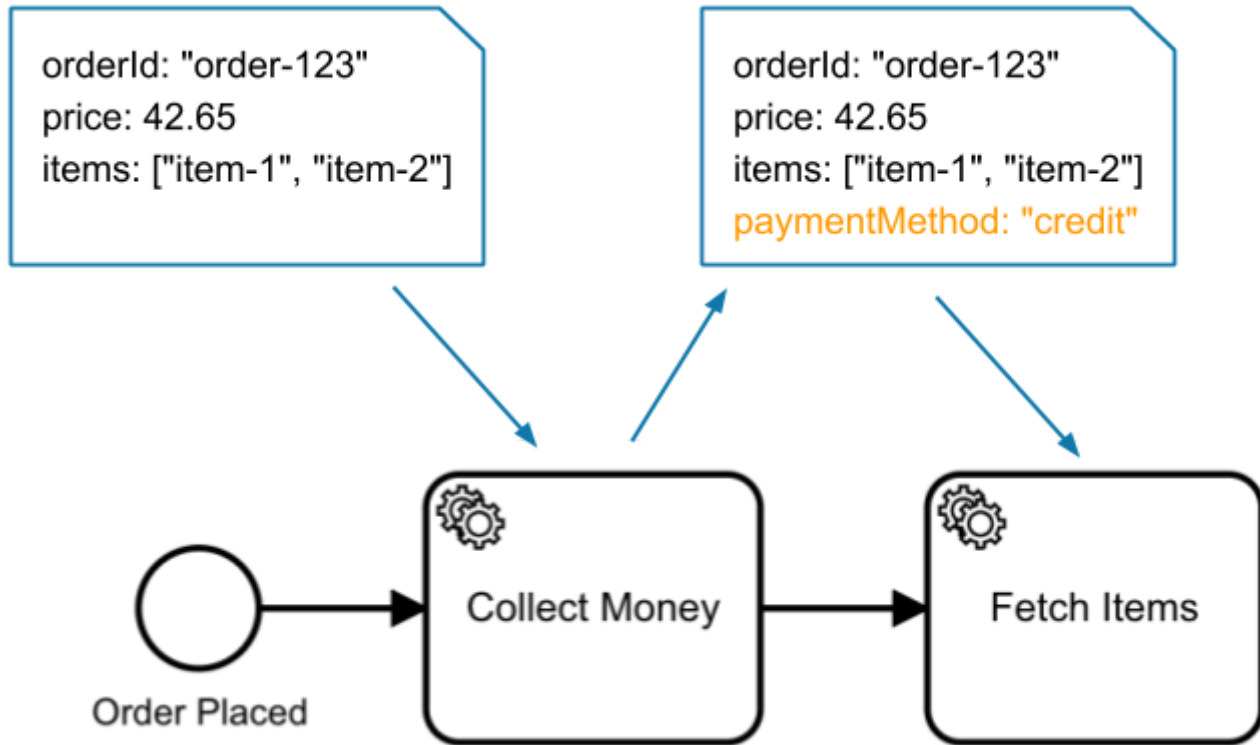 orderId: "order-123"
price: 42.65
items: ["item-1", "item-2"]
orderId: "order-123"
price: 42.65
items: ["item-1", "item-2"]
paymentMethod: "credit"
Collect Money
Fetch Items
Order Placed